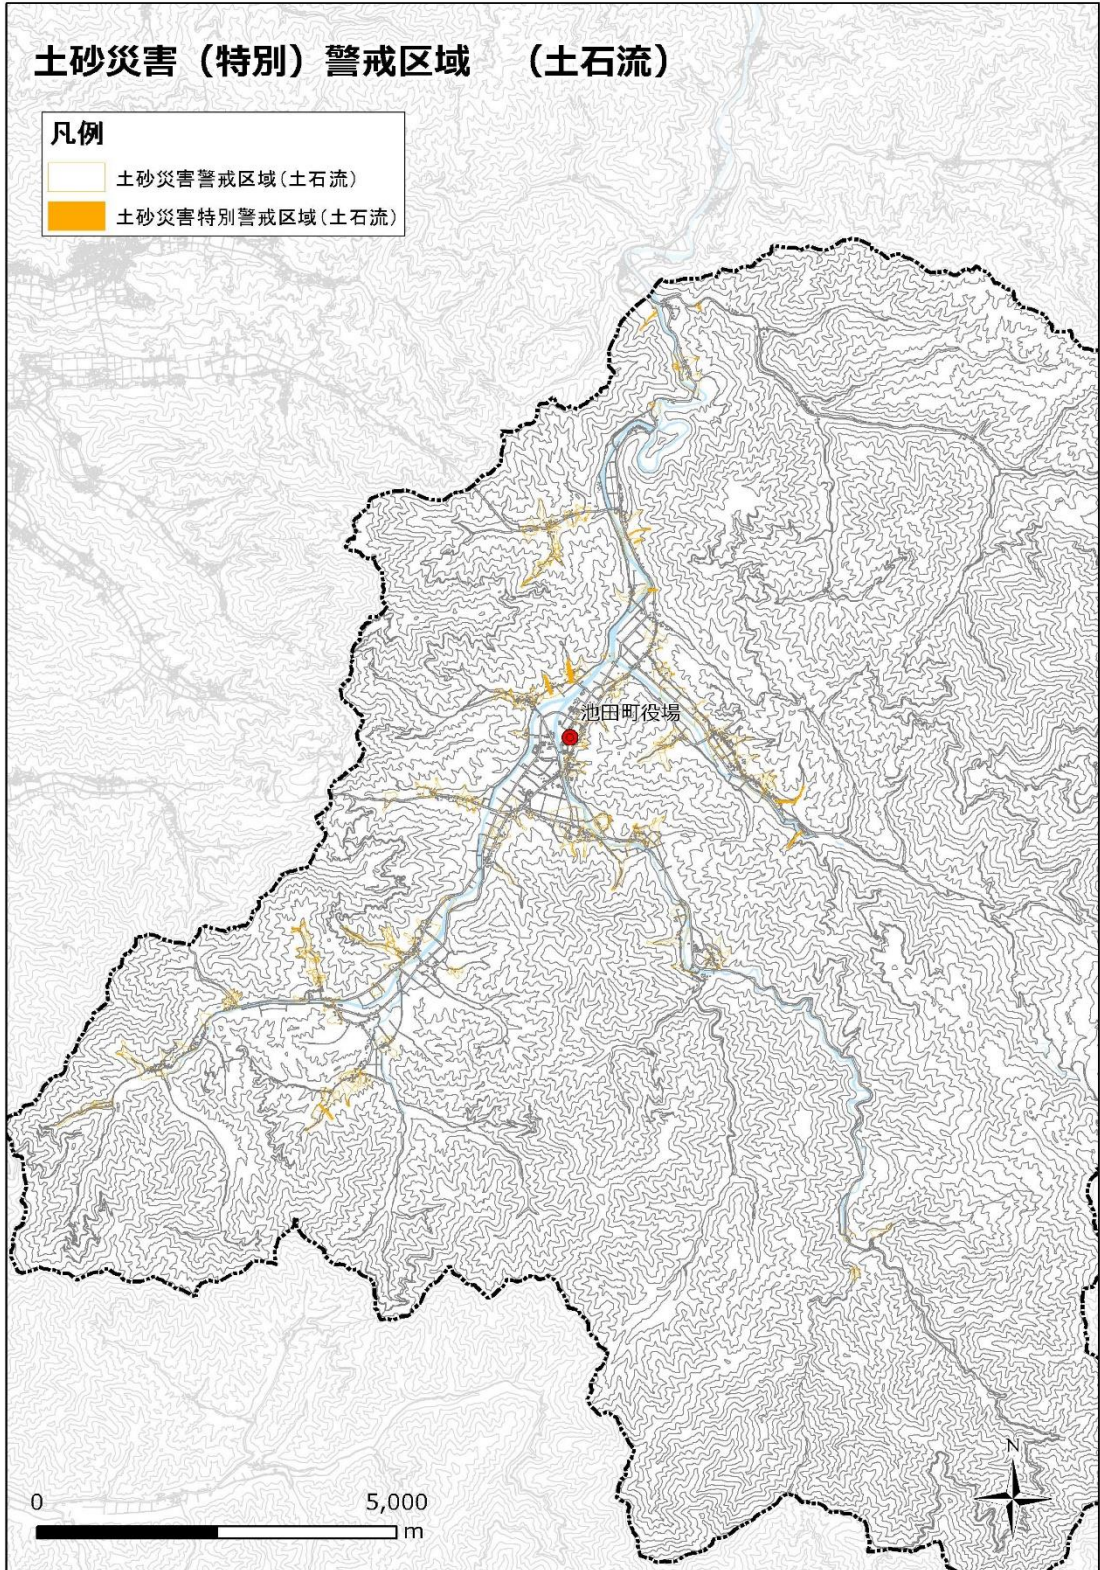 土砂災害（特別）警戒区域　（土石流）
凡例
土砂災害警戒区域（土石流）
土砂災害特別警戒区域（土石流）
池田町役場
N
0 5,000
m